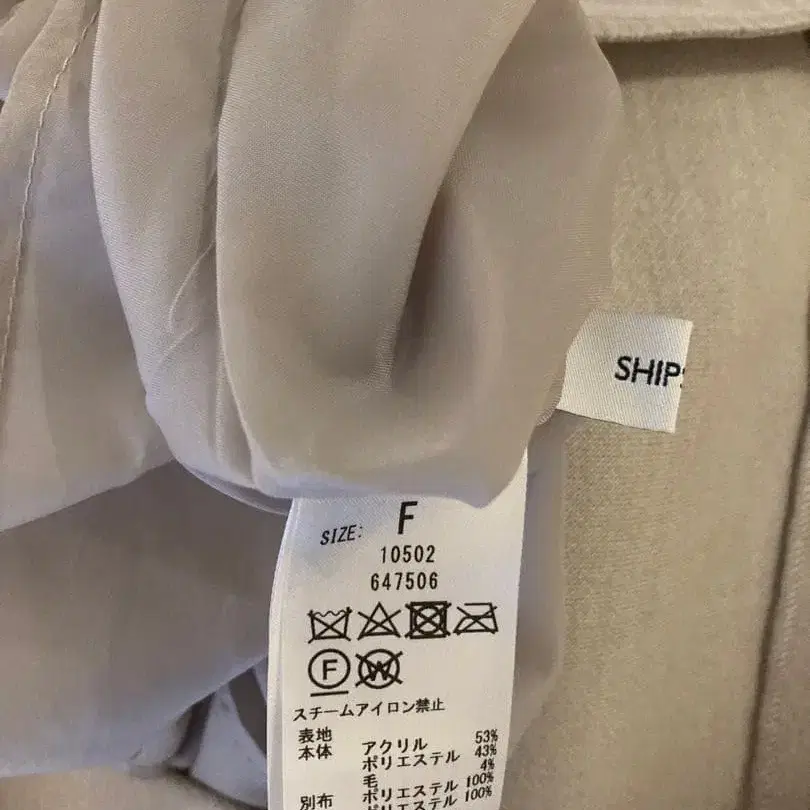 SHIPS
SIZE: F
10502
647506
F
W
スチームアイロン禁止
表地
本体 アクリル 53%
ポリエステル 43%
毛 4%
別布 ポリエステル 100%
ポリエステル 100%